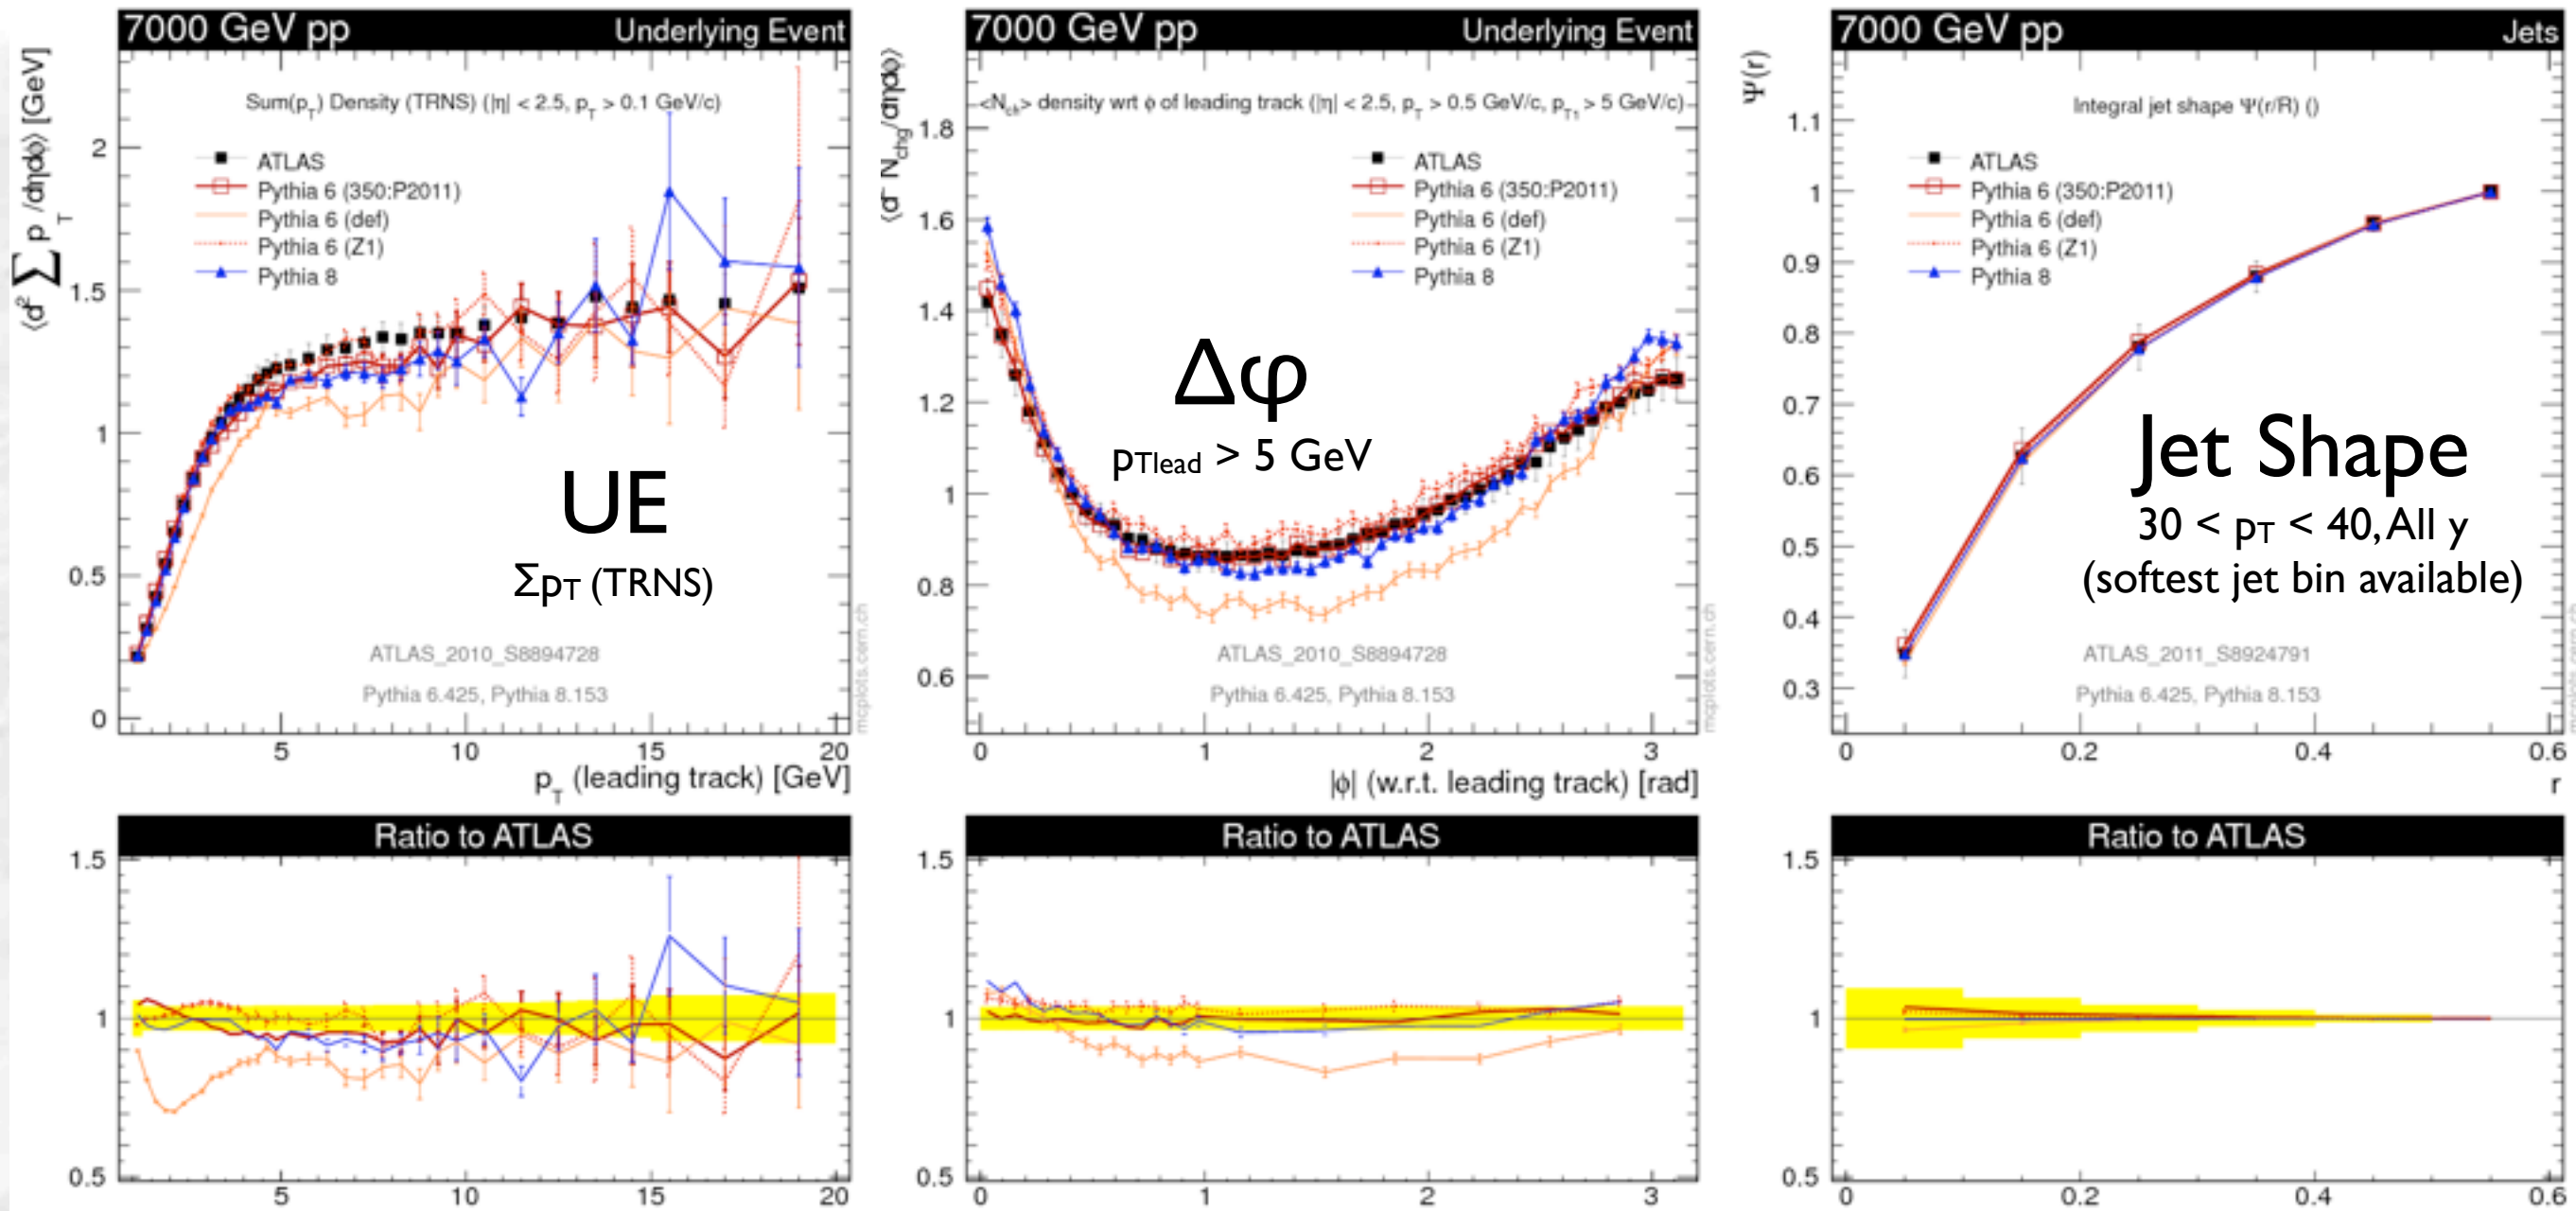 7000 GeV pp Underlying Event
⟨d² ∑ p_T /dηdϕ⟩ [GeV]
Sum(p_T) Density (TRNS) (|η| < 2.5, p_T > 0.1 GeV/c)
ATLAS
Pythia 6 (350:P2011)
Pythia 6 (def)
Pythia 6 (Z1)
Pythia 8
2
1.5
1
0.5
0
UE
Σp_T (TRNS)
ATLAS_2010_S8894728
Pythia 6.425, Pythia 8.153
mcplots.cern.ch
5 10 15 20
p_T (leading track) [GeV]
Ratio to ATLAS
1.5
1
0.5
5 10 15 20
7000 GeV pp Underlying Event
⟨d² N_chg/dηdϕ⟩
<N_ch> density wrt ϕ of leading track (|η| < 2.5, p_T > 0.5 GeV/c, p_T1 > 5 GeV/c)
ATLAS
Pythia 6 (350:P2011)
Pythia 6 (def)
Pythia 6 (Z1)
Pythia 8
1.8
1.6
1.4
1.2
1
0.8
0.6
Δφ
p_Tlead > 5 GeV
ATLAS_2010_S8894728
Pythia 6.425, Pythia 8.153
mcplots.cern.ch
0 1 2 3
|ϕ| (w.r.t. leading track) [rad]
Ratio to ATLAS
1.5
1
0.5
0 1 2 3
7000 GeV pp Jets
Ψ(r)
Integral jet shape Ψ(r/R) ()
ATLAS
Pythia 6 (350:P2011)
Pythia 6 (def)
Pythia 6 (Z1)
Pythia 8
1.1
1
0.9
0.8
0.7
0.6
0.5
0.4
0.3
Jet Shape
30 < p_T < 40, All y
(softest jet bin available)
ATLAS_2011_S8924791
Pythia 6.425, Pythia 8.153
0 0.2 0.4 0.6
r
Ratio to ATLAS
1.5
1
0.5
0 0.2 0.4 0.6